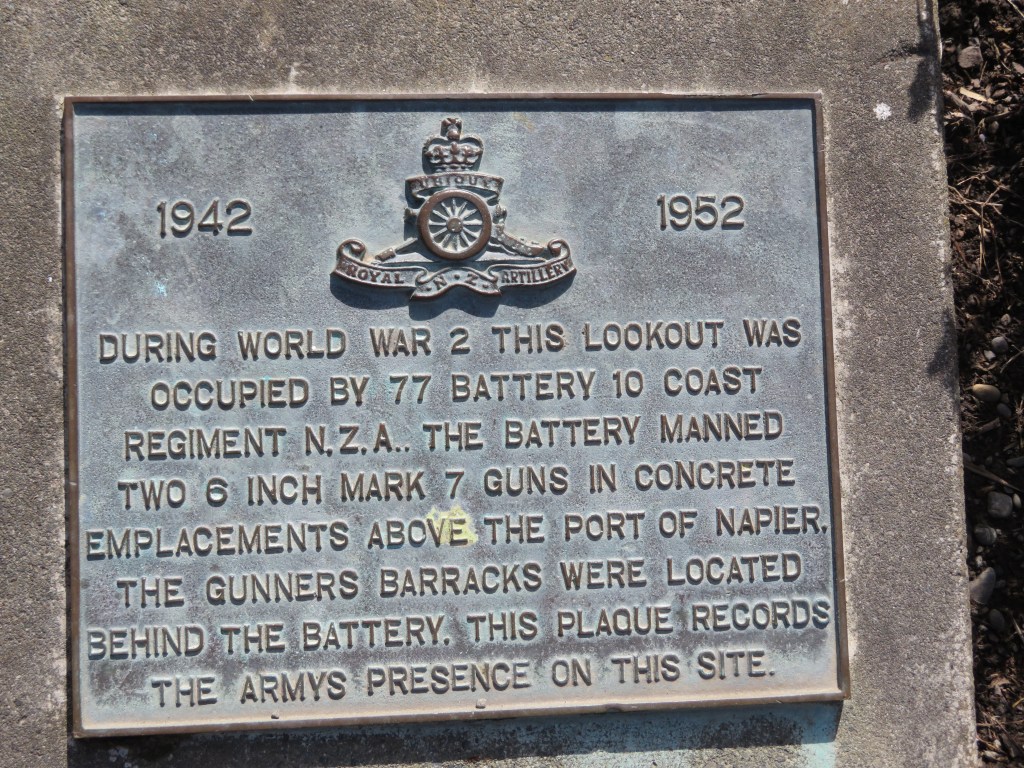 UBIQUE
1942 1952
ROYAL N.Z. ARTILLERY
DURING WORLD WAR 2 THIS LOOKOUT WAS
OCCUPIED BY 77 BATTERY 10 COAST
REGIMENT N.Z.A.. THE BATTERY MANNED
TWO 6 INCH MARK 7 GUNS IN CONCRETE
EMPLACEMENTS ABOVE THE PORT OF NAPIER.
THE GUNNERS BARRACKS WERE LOCATED
BEHIND THE BATTERY. THIS PLAQUE RECORDS
THE ARMYS PRESENCE ON THIS SITE.